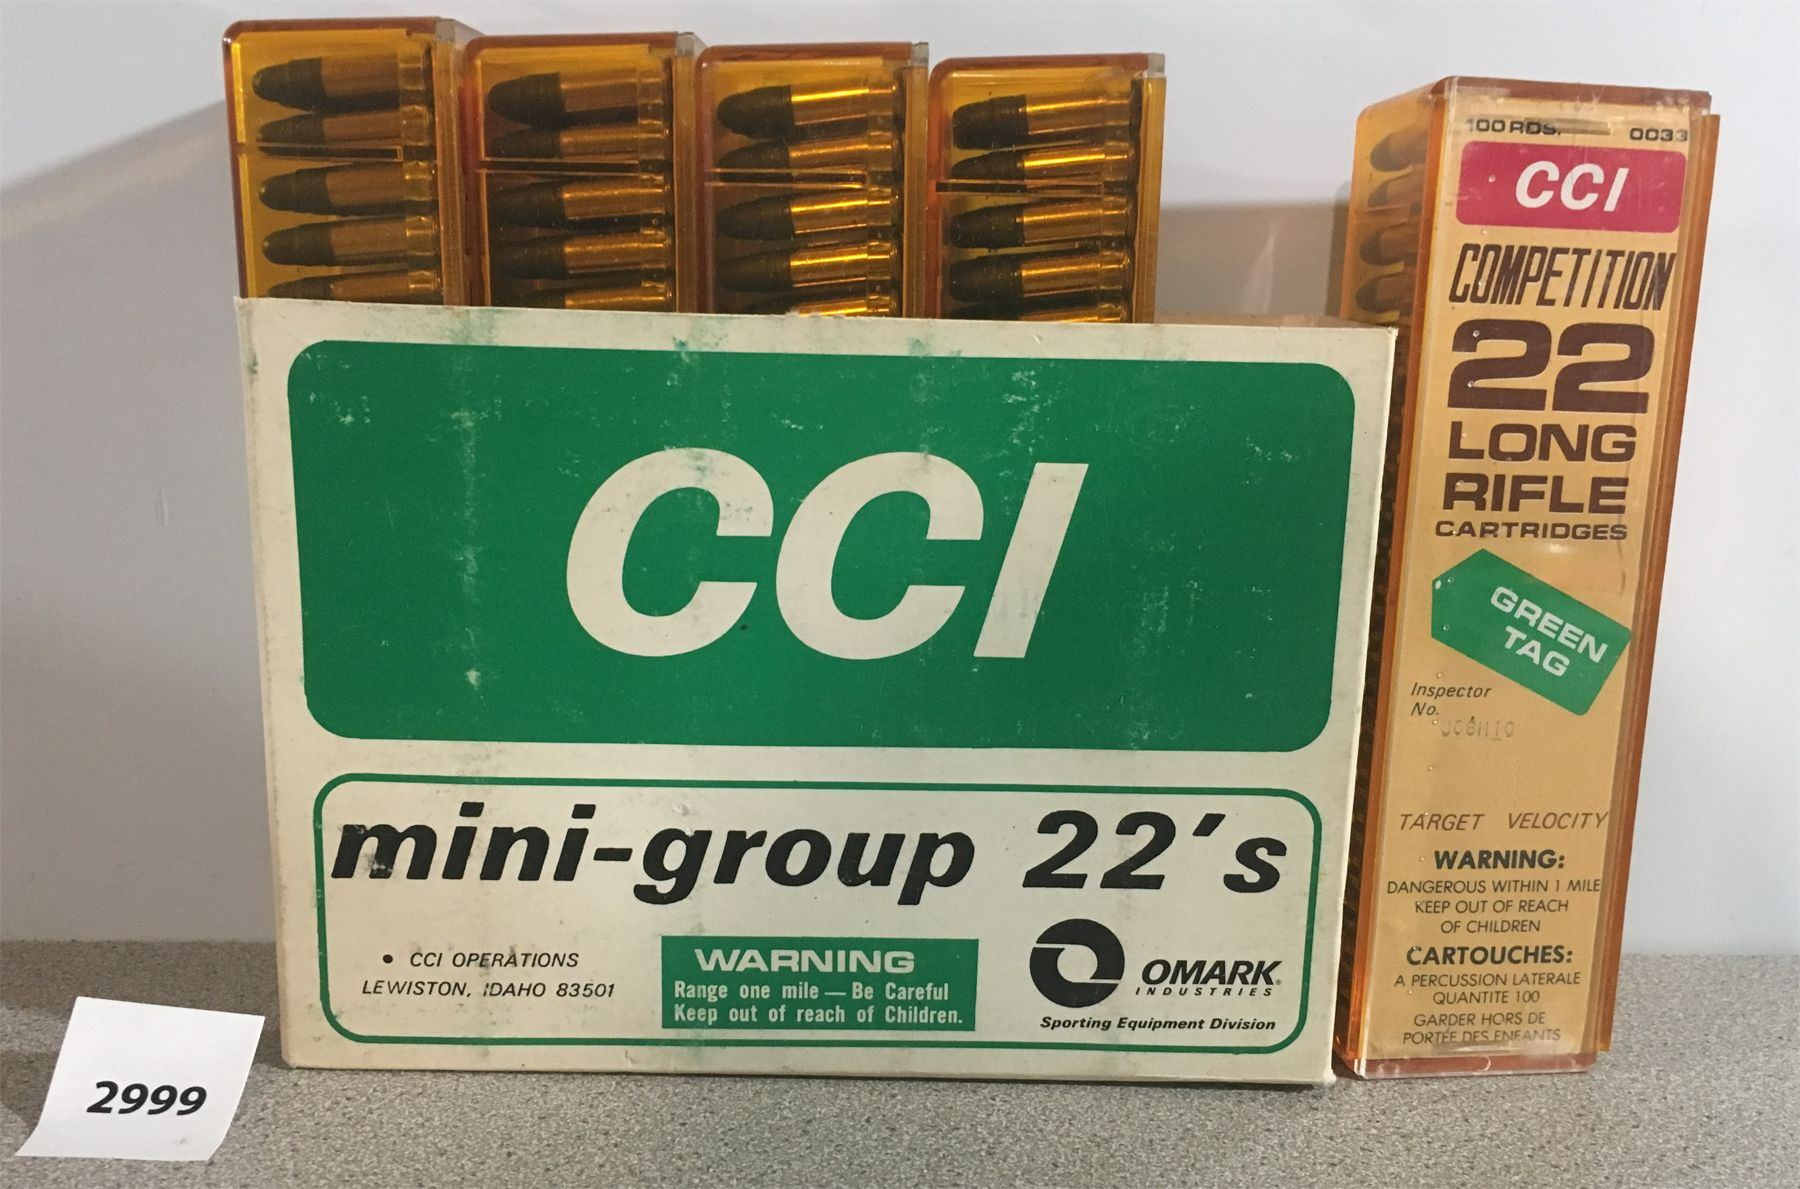 CCI
mini-group 22's
• CCI OPERATIONS
LEWISTON, IDAHO 83501
WARNING
Range one mile — Be Careful
Keep out of reach of Children.
OMARK
INDUSTRIES
Sporting Equipment Division
100 RDS. 0033
CCI
COMPETITION
22
LONG
RIFLE
CARTRIDGES
GREEN
TAG
Inspector
No.
TARGET VELOCITY
WARNING:
DANGEROUS WITHIN 1 MILE
KEEP OUT OF REACH
OF CHILDREN
CARTOUCHES:
A PERCUSSION LATERALE
QUANTITE 100
GARDER HORS DE
PORTÉE DES ENFANTS
2999